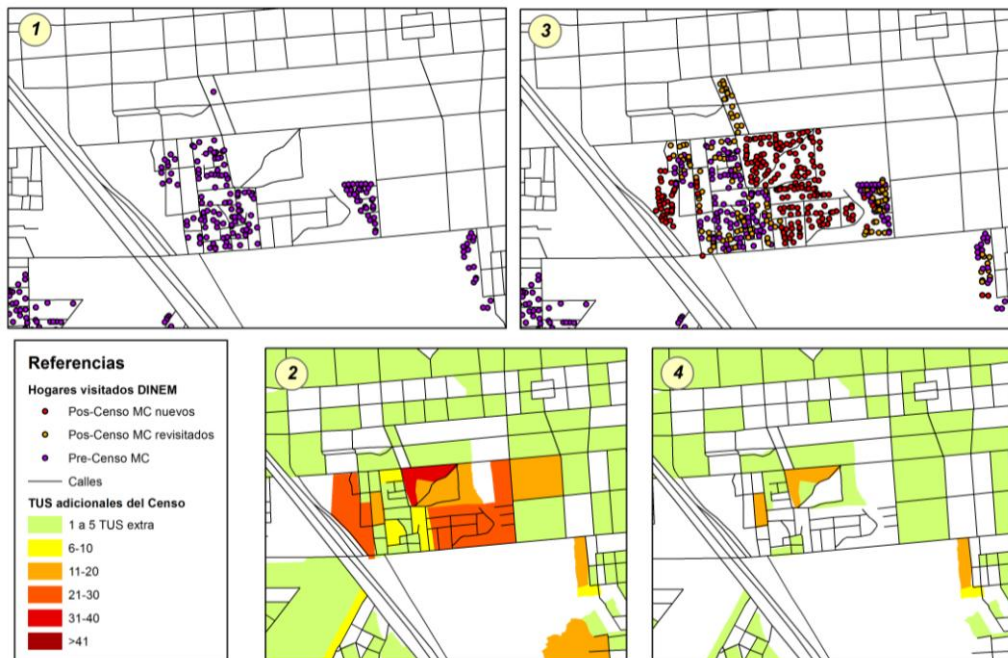 1
3
Referencias
Hogares visitados DINEM
Pos-Censo MC nuevos
Pos-Censo MC revisitados
Pre-Censo MC
Calles
TUS adicionales del Censo
1 a 5 TUS extra
6-10
11-20
21-30
31-40
>41
2
4